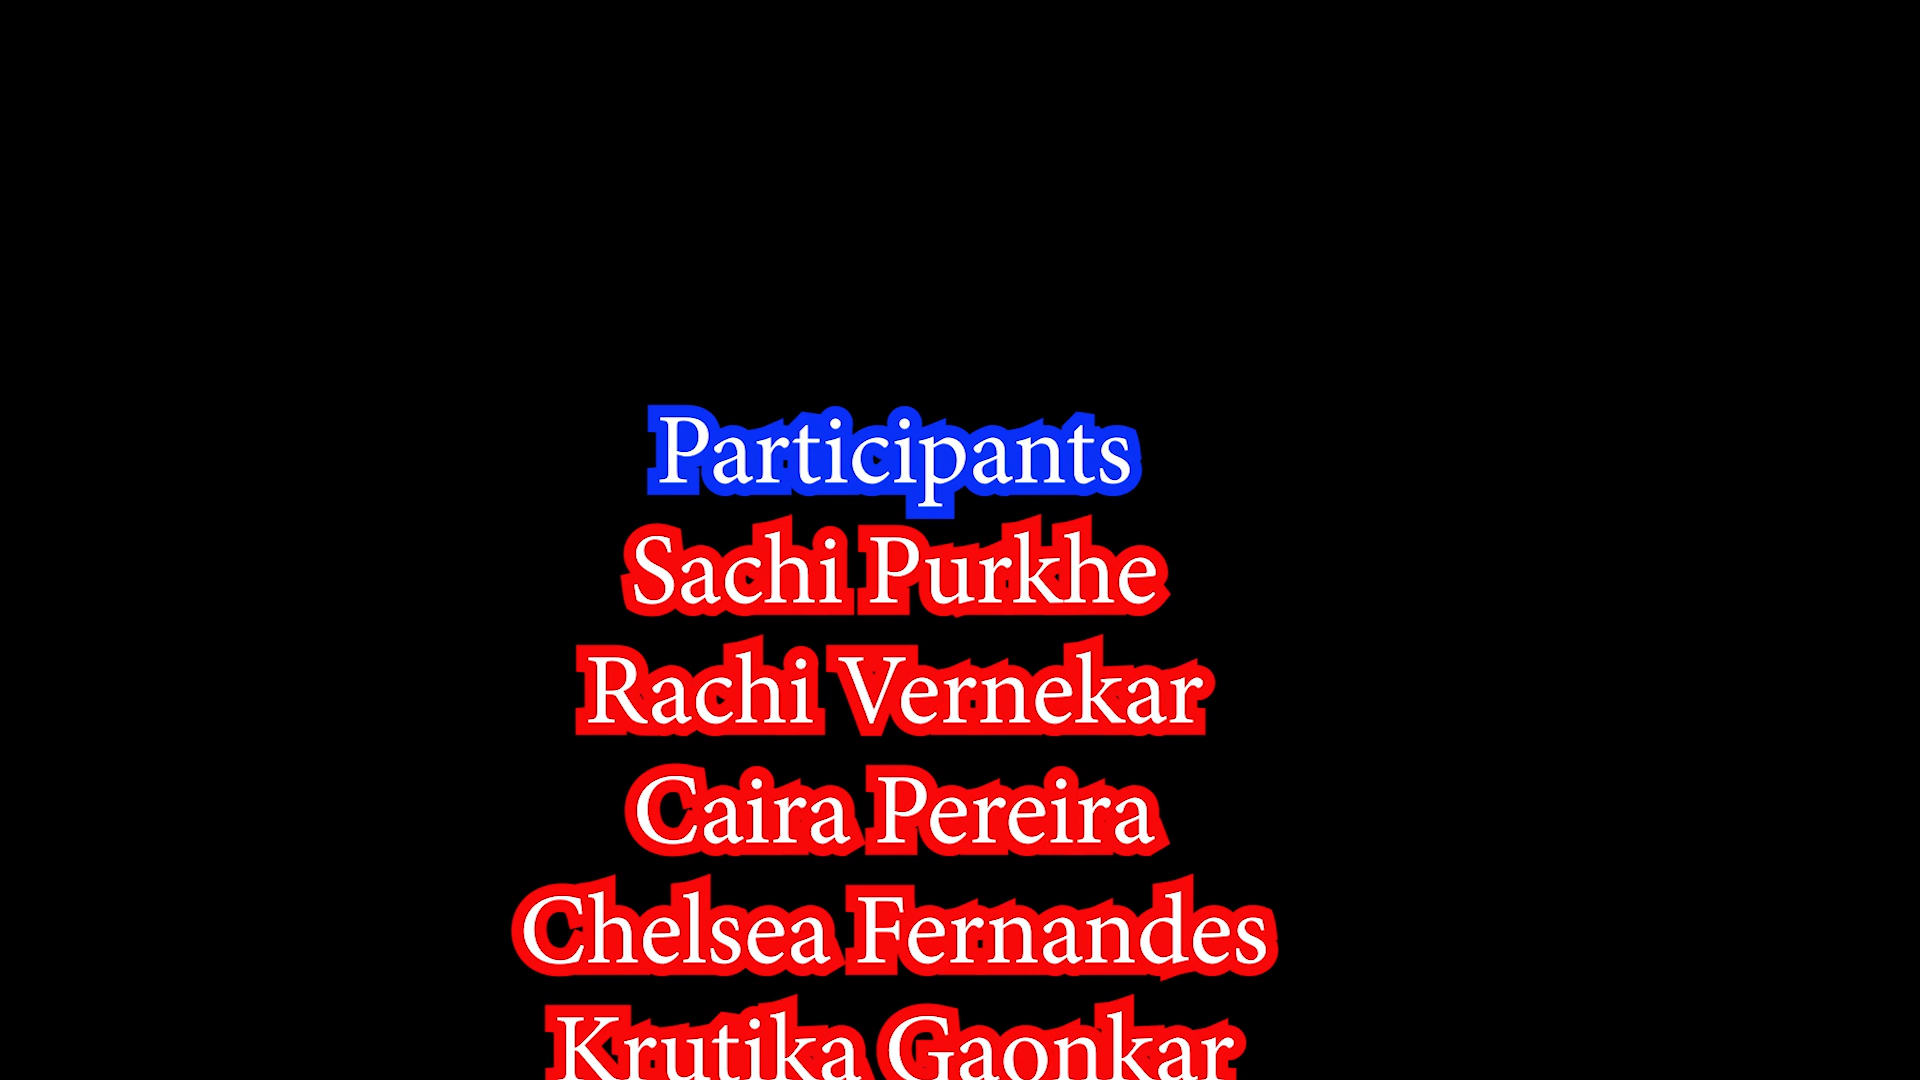 Participants
Sachi Purkhe
Rachi Vernekar
Caira Pereira
Chelsea Fernandes
Krutika Gaonkar